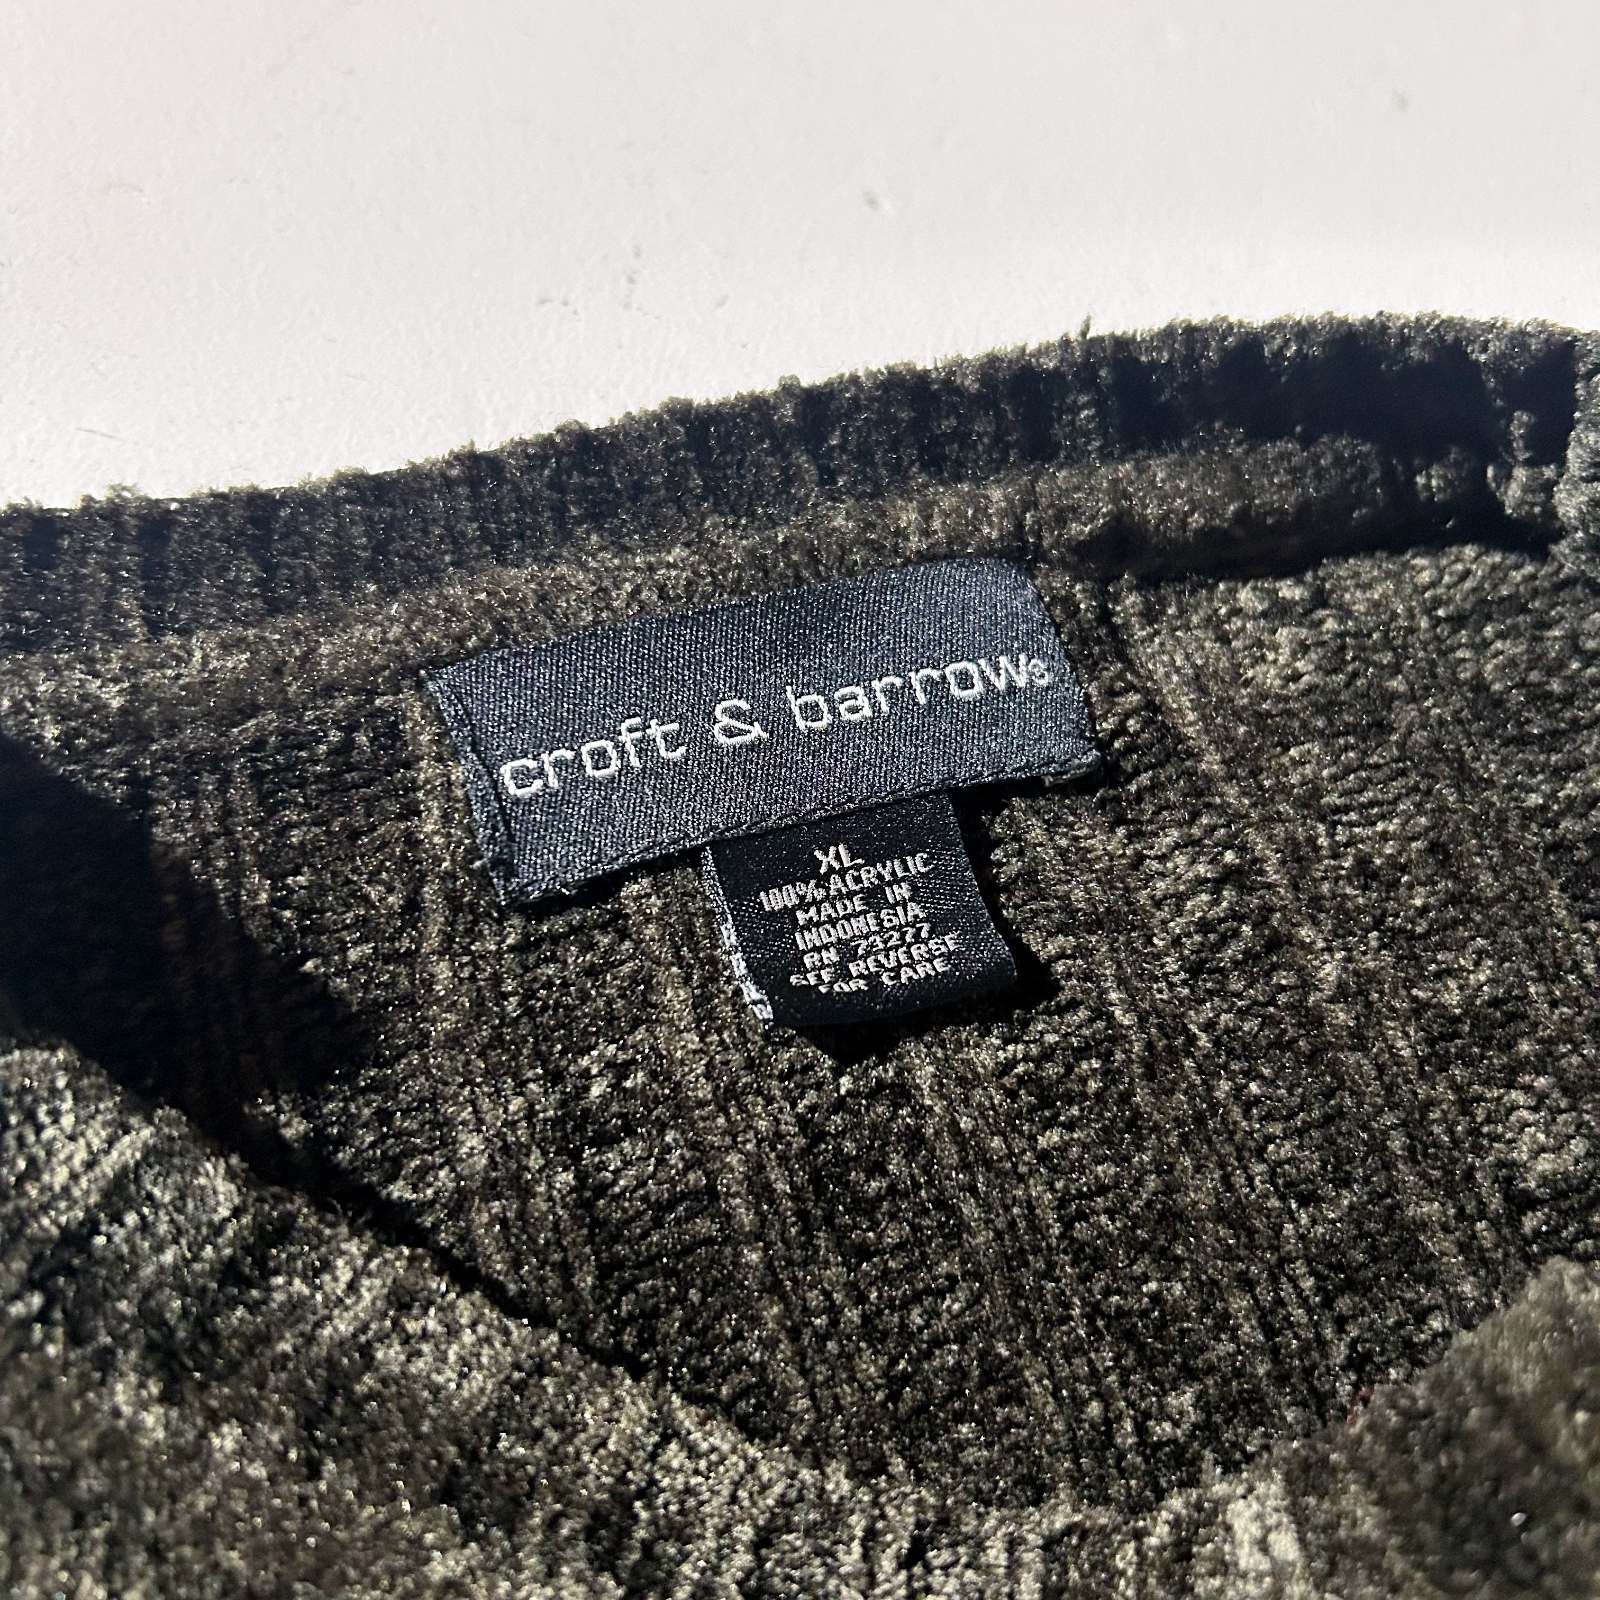 croft & barrow®
XL
100% ACRYLIC
MADE IN
INDONESIA
RN 73277
SEE REVERSE
FOR CARE